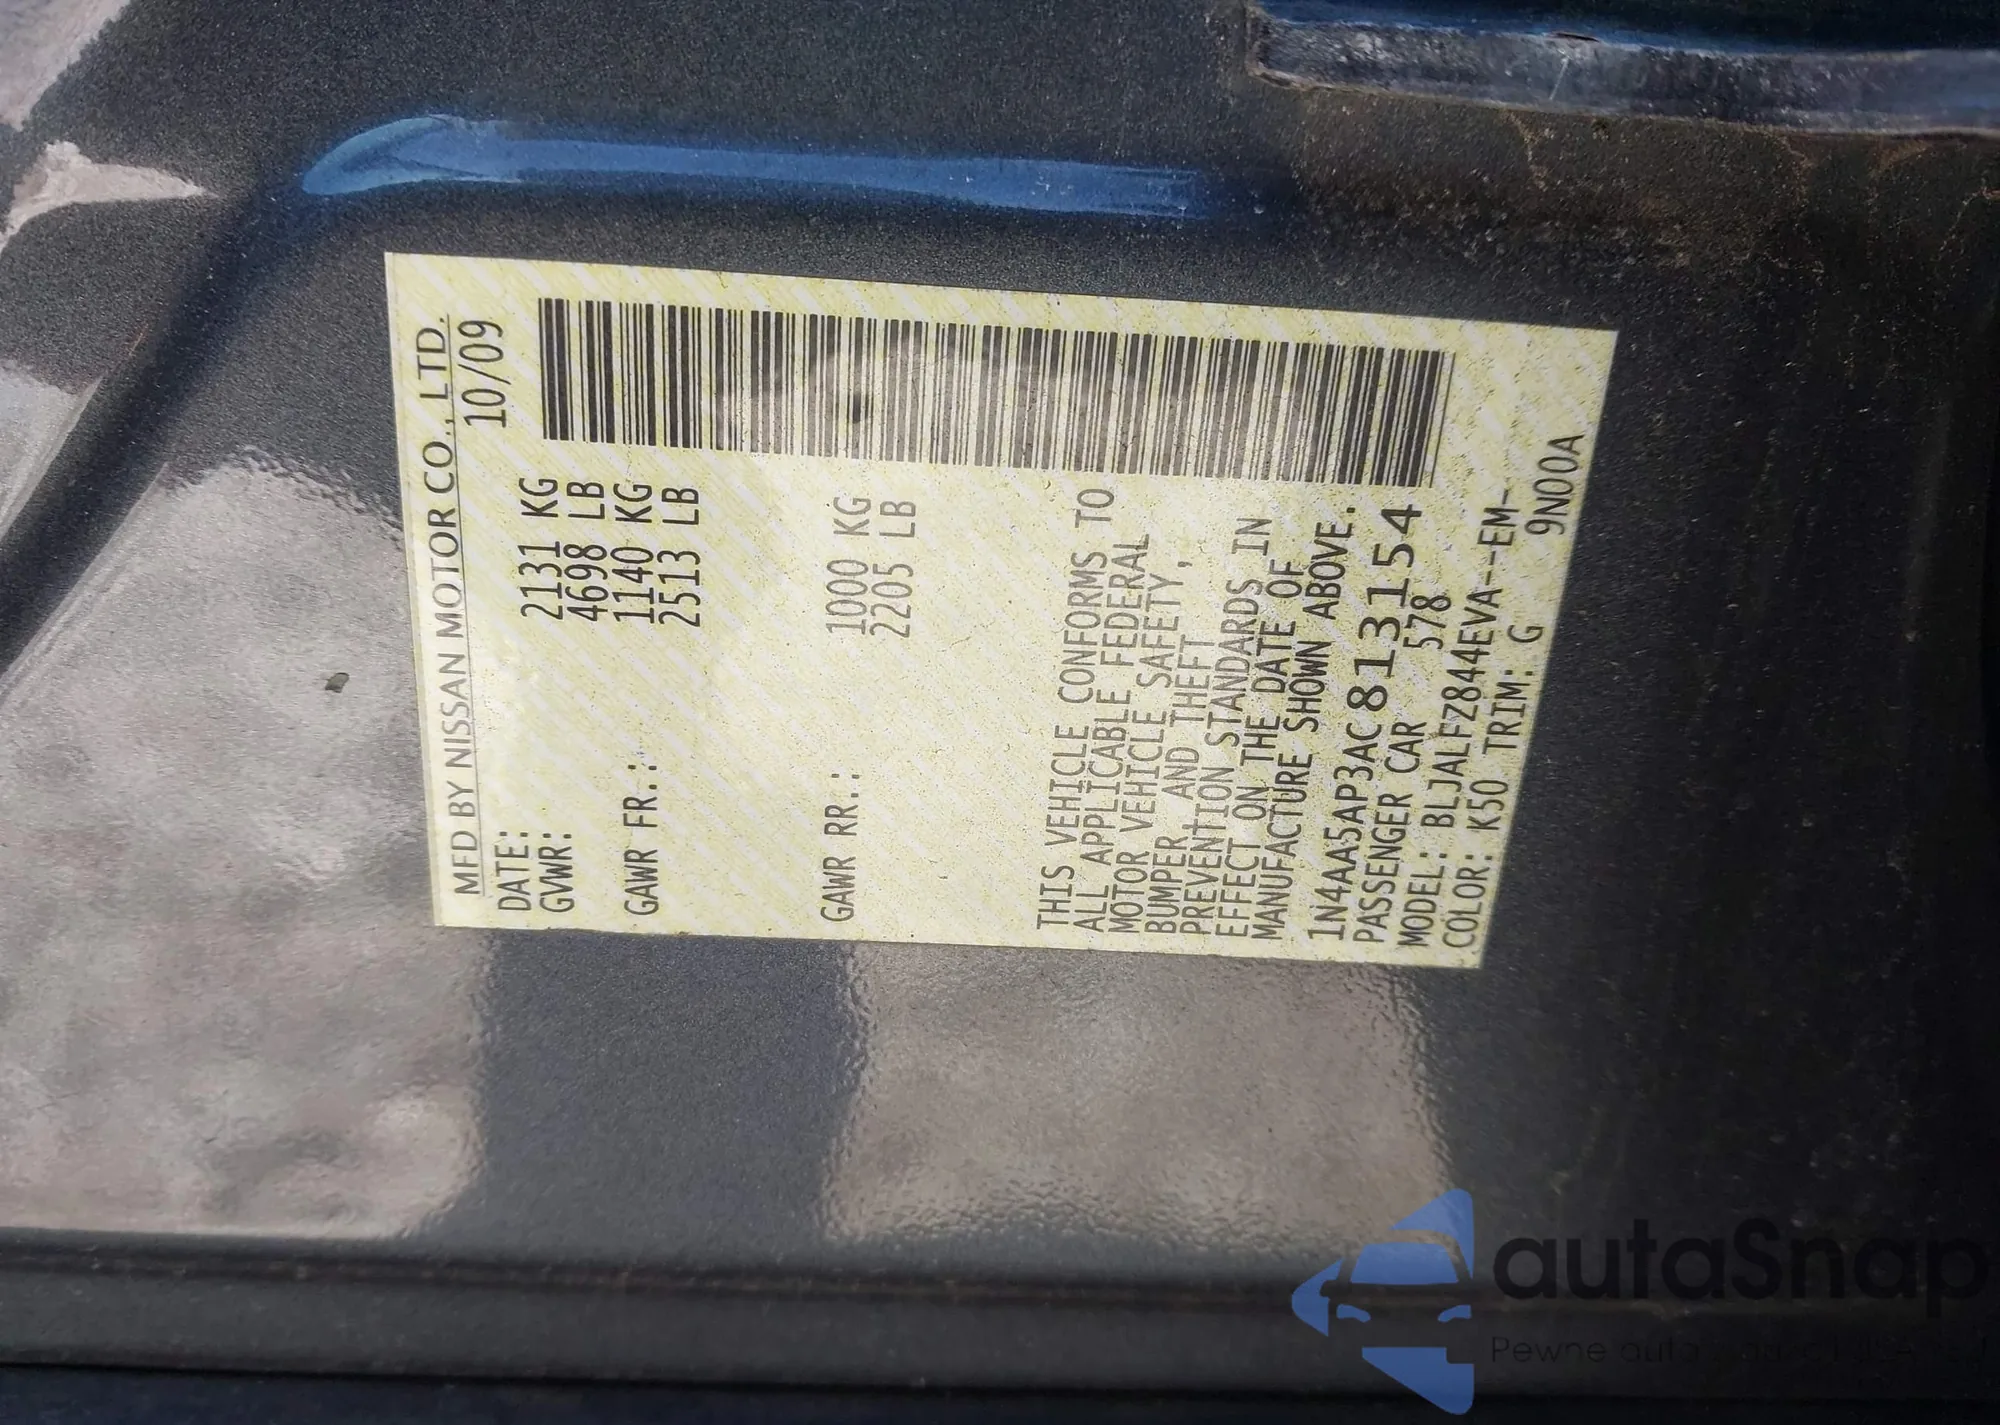 MFD BY NISSAN MOTOR CO., LTD.
DATE: 10/09
GVWR: 2131 KG
4698 LB
GAWR FR.: 1140 KG
2513 LB
GAWR RR.: 1000 KG
2205 LB
THIS VEHICLE CONFORMS TO
ALL APPLICABLE FEDERAL
MOTOR VEHICLE SAFETY,
BUMPER AND THEFT
PREVENTION STANDARDS IN
EFFECT ON THE DATE OF
MANUFACTURE SHOWN ABOVE.
1N4AA5AP3AC813154
PASSENGER CAR 578
MODEL: BLJALFZ844EVA--EM-
COLOR: K50 TRIM: G 9N00A
autaSnap
Pewne auto